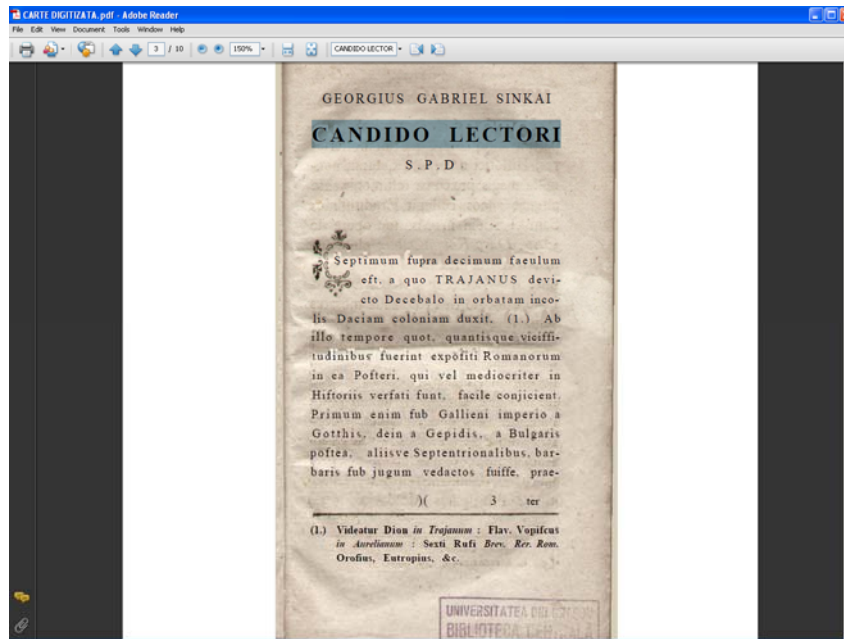 CARTE DIGITIZATA.pdf - Adobe Reader
File Edit View Document Tools Window Help
3 / 10 150% CANDIDO LECTOR
GEORGIUS GABRIEL SINKAI
CANDIDO LECTORI
S.P.D
Septimum fupra decimum faeulum
eft, a quo TRAJANUS devi-
cto Decebalo in orbatam inco-
lis Daciam coloniam duxit. (1.) Ab
illo tempore quot, quantisque viciffi-
tudinibus fuerint expofiti Romanorum
in ea Pofteri, qui vel mediocriter in
Hiftoriis verfati funt, facile conjicient.
Primum enim fub Gallieni imperio a
Gotthis, dein a Gepidis, a Bulgaris
poftea, aliisve Septentrionalibus, bar-
baris fub jugum vedactos fuiffe, prae-
)( 3 ter
(1.) Videatur Dion in Trajanum : Flav. Vopifcus
in Aurelianum : Sexti Rufi Brev. Rer. Rom.
Orofius, Eutropius, &c.
UNIVERSITATEA
BIBLIOTECA